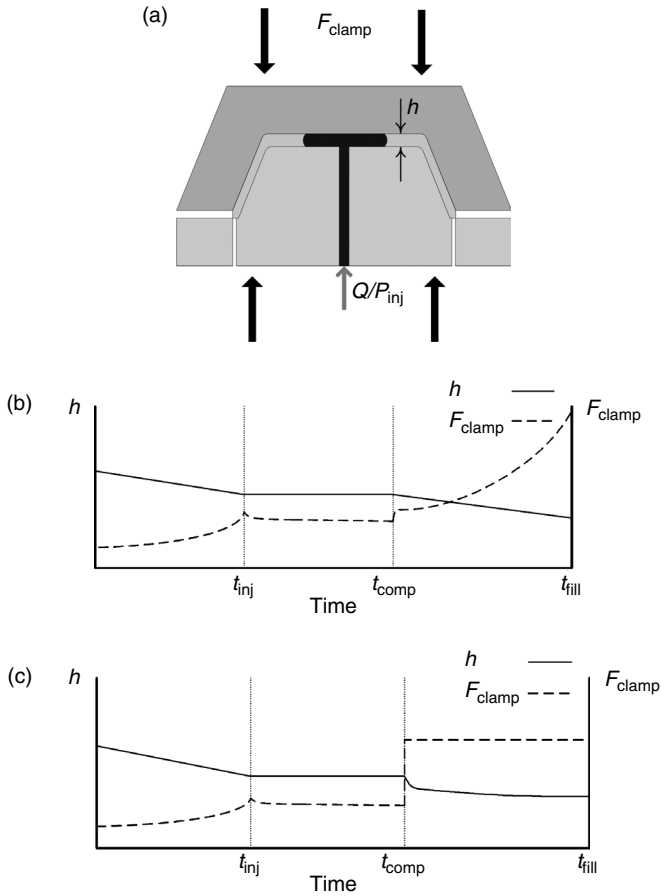 (a)
F_clamp
h
Q/P_inj
(b)
h
h
F_clamp
F_clamp
t_inj
t_comp
t_fill
Time
(c)
h
h
F_clamp
F_clamp
t_inj
t_comp
t_fill
Time